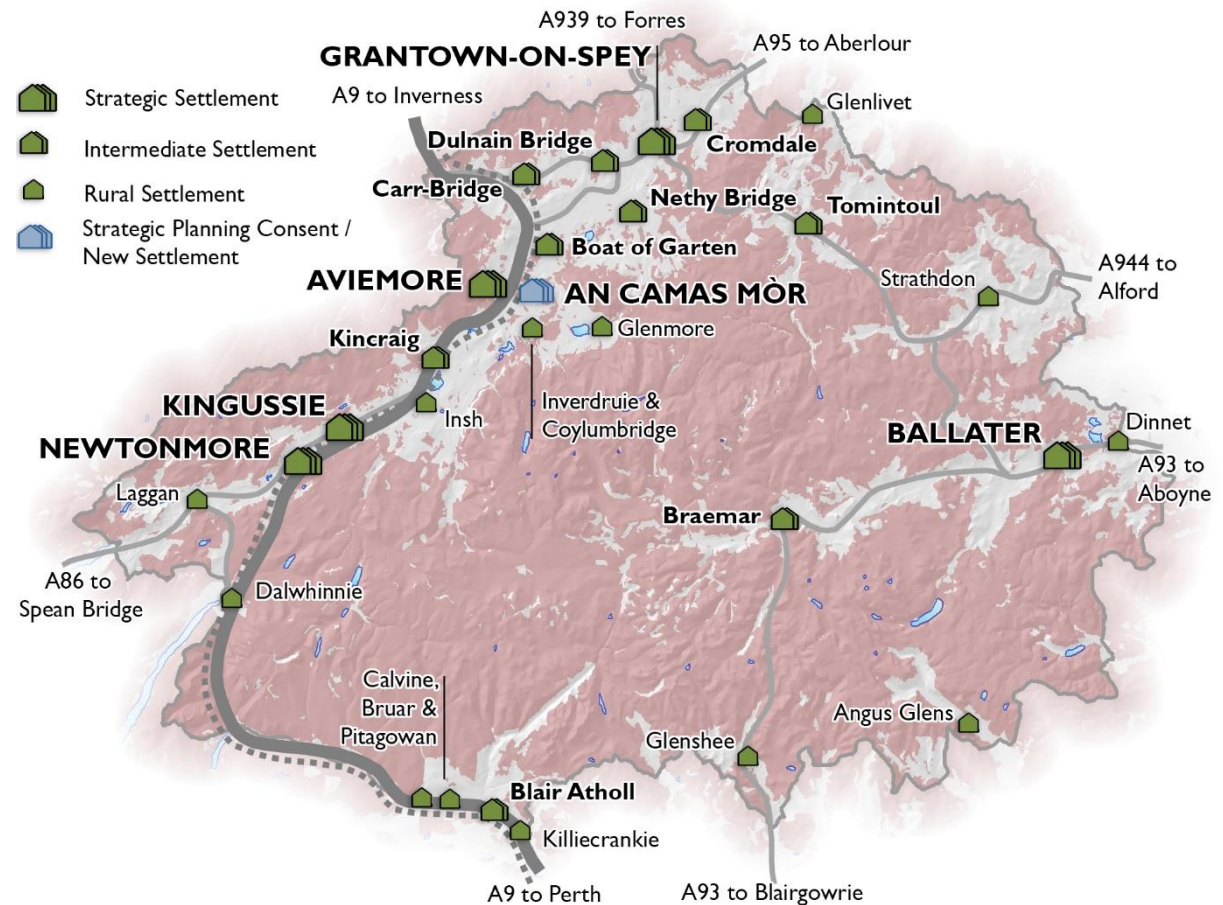 Strategic Settlement
Intermediate Settlement
Rural Settlement
Strategic Planning Consent /
New Settlement
A939 to Forres
GRANTOWN-ON-SPEY
A95 to Aberlour
A9 to Inverness
Glenlivet
Dulnain Bridge
Cromdale
Carr-Bridge
Nethy Bridge
Tomintoul
Boat of Garten
A944 to
Alford
Strathdon
AVIEMORE
AN CAMAS MÒR
Glenmore
Kincraig
Inverdruie &
Coylumbridge
KINGUSSIE
Insh
NEWTONMORE
BALLATER
Dinnet
A93 to
Aboyne
Laggan
Braemar
A86 to
Spean Bridge
Dalwhinnie
Calvine,
Bruar &
Pitagowan
Angus Glens
Glenshee
Blair Atholl
Killiecrankie
A9 to Perth
A93 to Blairgowrie